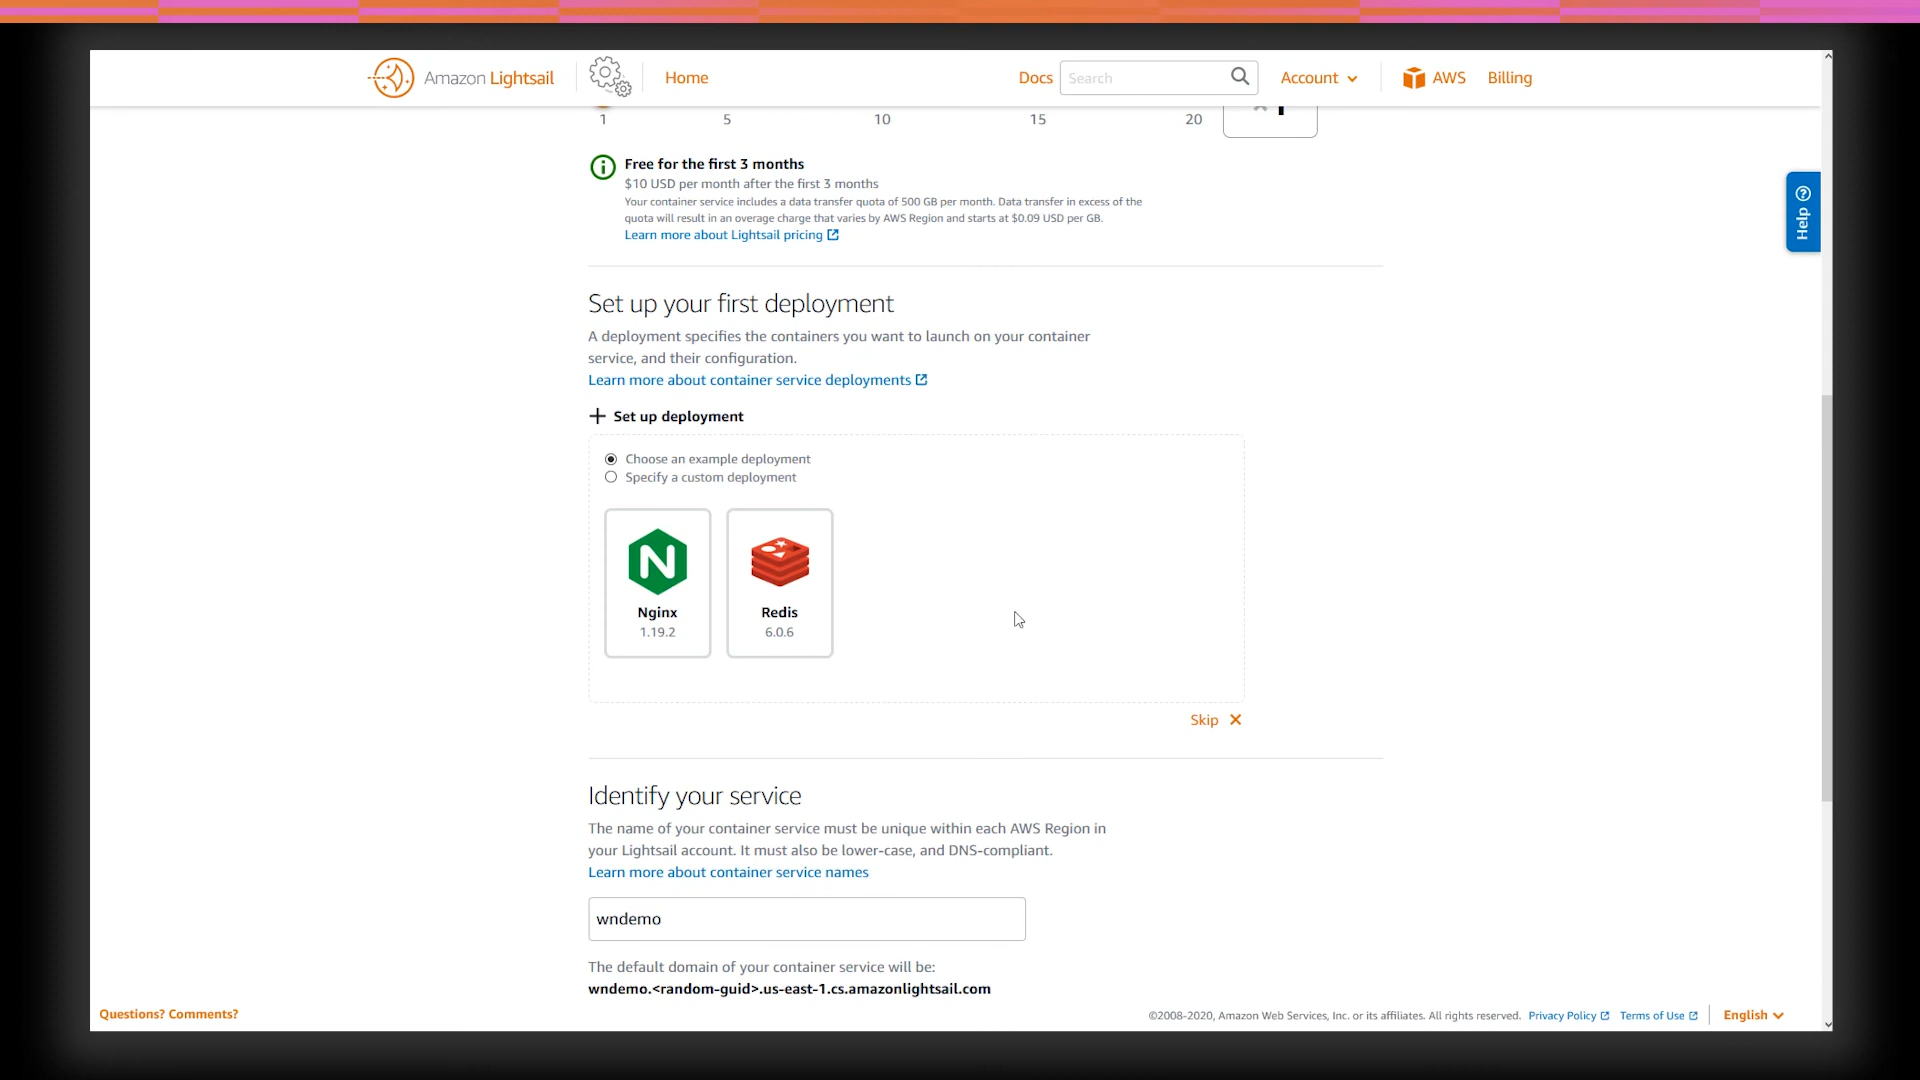 Amazon Lightsail
Home
Docs
Search
Account
AWS
Billing
1
5
10
15
20
Help
Free for the first 3 months
$10 USD per month after the first 3 months
Your container service includes a data transfer quota of 500 GB per month. Data transfer in excess of the
quota will result in an overage charge that varies by AWS Region and starts at $0.09 USD per GB.
Learn more about Lightsail pricing
Set up your first deployment
A deployment specifies the containers you want to launch on your container
service, and their configuration.
Learn more about container service deployments
Set up deployment
Choose an example deployment
Specify a custom deployment
Nginx
1.19.2
Redis
6.0.6
Skip
Identify your service
The name of your container service must be unique within each AWS Region in
your Lightsail account. It must also be lower-case, and DNS-compliant.
Learn more about container service names
wndemo
The default domain of your container service will be:
wndemo.<random-guid>.us-east-1.cs.amazonlightsail.com
Questions? Comments?
©2008-2020, Amazon Web Services, Inc. or its affiliates. All rights reserved.
Privacy Policy
Terms of Use
English